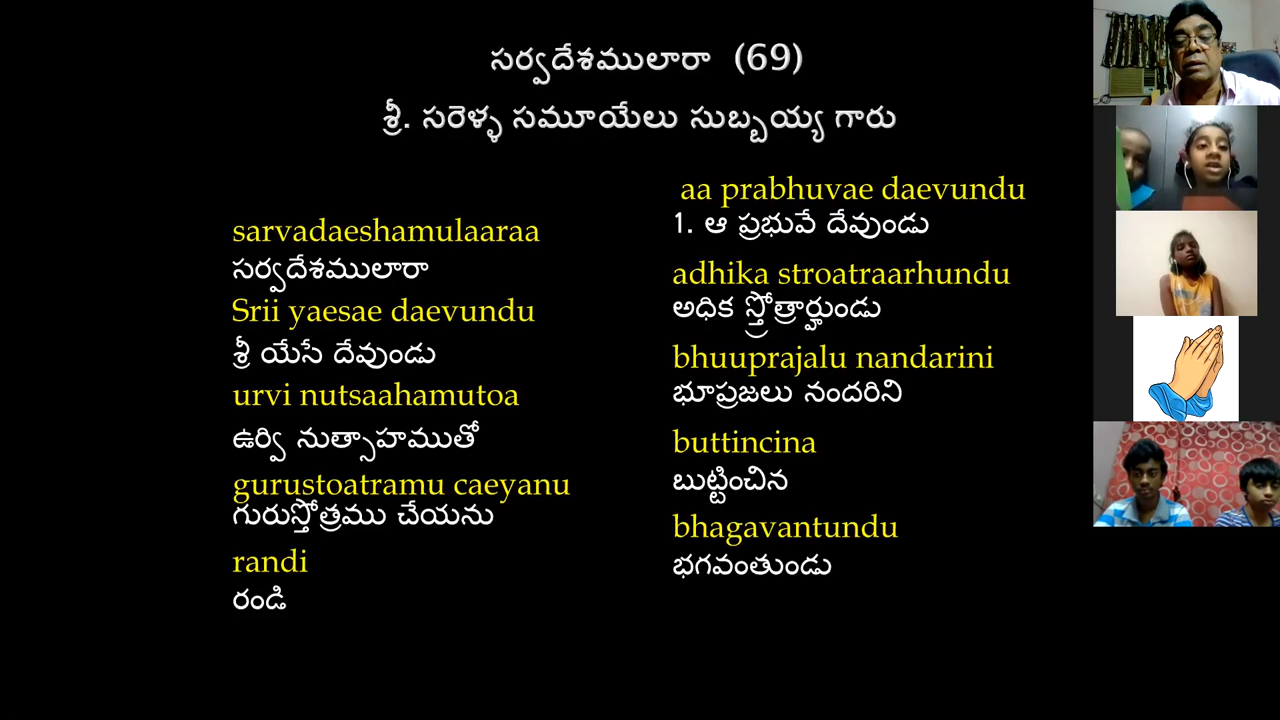 సర్వదేశములారా (69)
శ్రీ. సరెళ్ళ సమూయేలు సుబ్బయ్య గారు
sarvadaeshamulaaraa
సర్వదేశములారా
Srii yaesae daevundu
శ్రీ యేసే దేవుండు
urvi nutsaahamutoa
ఉర్వి నుత్సాహముతో
gurustoatramu caeyanu
గురుస్తోత్రము చేయను
randi
రండి
aa prabhuvae daevundu
1. ఆ ప్రభువే దేవుండు
adhika stroatraarhundu
అధిక స్త్రోత్రార్హుండు
bhuuprajalu nandarini
భూప్రజలు నందరిని
buttincina
బుట్టించిన
bhagavantundu
భగవంతుండు